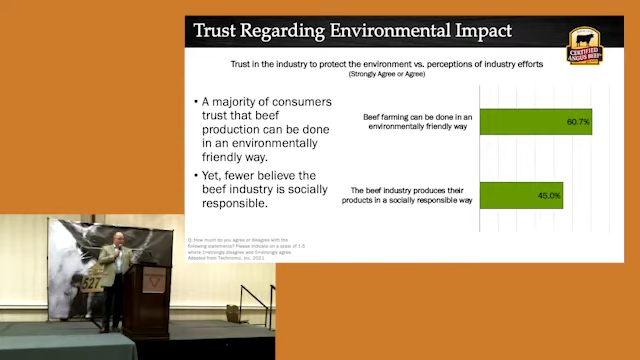 Trust Regarding Environmental Impact
CERTIFIED
ANGUS BEEF
Trust in the industry to protect the environment vs. perceptions of industry efforts
(Strongly Agree or Agree)
• A majority of consumers
trust that beef
production can be done
in an environmentally
friendly way.
• Yet, fewer believe the
beef industry is socially
responsible.
Beef farming can be done in an
environmentally friendly way
60.7%
The beef industry produces their
products in a socially responsible way
45.0%
Q: How much do you agree or disagree with the
following statements? Please indicate on a scale of 1-5
where 1=strongly disagree and 5=strongly agree.
Adapted from Technomic, Inc. 2021
527